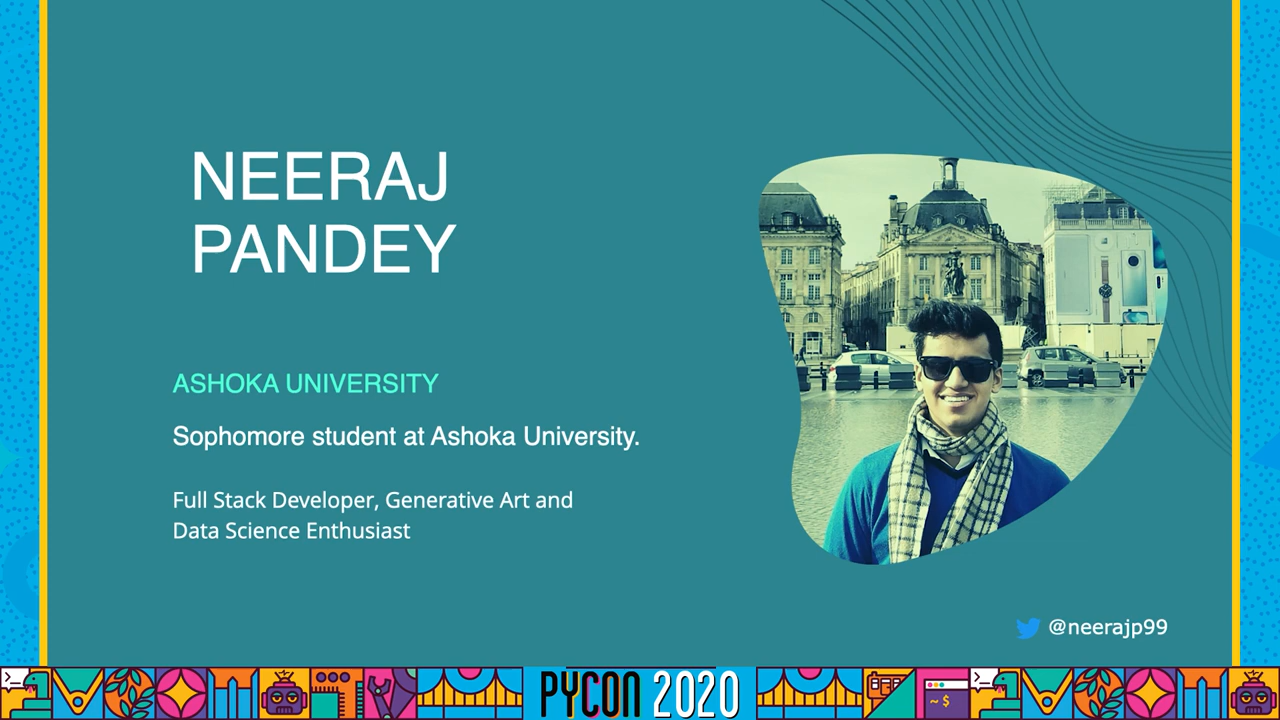 NEERAJ
PANDEY
ASHOKA UNIVERSITY
Sophomore student at Ashoka University.
Full Stack Developer, Generative Art and
Data Science Enthusiast
@neerajp99
PYCON 2020
~ $